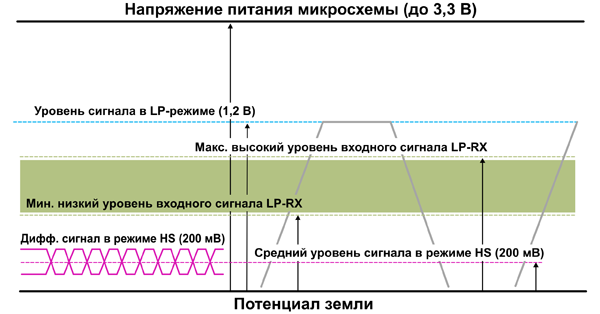 Напряжение питания микросхемы (до 3,3 В)
Уровень сигнала в LP-режиме (1,2 В)
Макс. высокий уровень входного сигнала LP-RX
Мин. низкий уровень входного сигнала LP-RX
Дифф. сигнал в режиме HS (200 мВ)
Средний уровень сигнала в режиме HS (200 мВ)
Потенциал земли